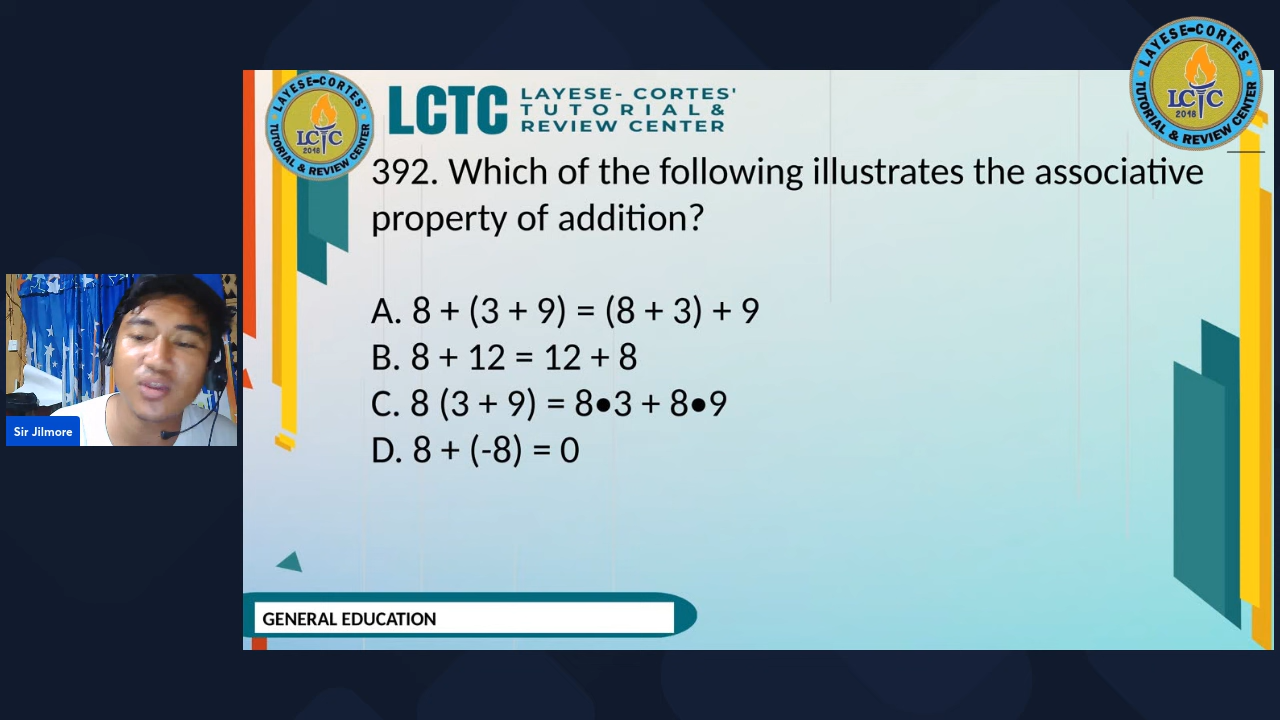 LAYESE-CORTES'
LCTC
2018
TUTORIAL & REVIEW CENTER
LAYESE-CORTES'
LCTC
2018
TUTORIAL & REVIEW CENTER
LCTC
LAYESE- CORTES'
TUTORIAL &
REVIEW CENTER
392. Which of the following illustrates the associative
property of addition?
A. 8 + (3 + 9) = (8 + 3) + 9
B. 8 + 12 = 12 + 8
C. 8 (3 + 9) = 8•3 + 8•9
D. 8 + (-8) = 0
Sir Jilmore
GENERAL EDUCATION